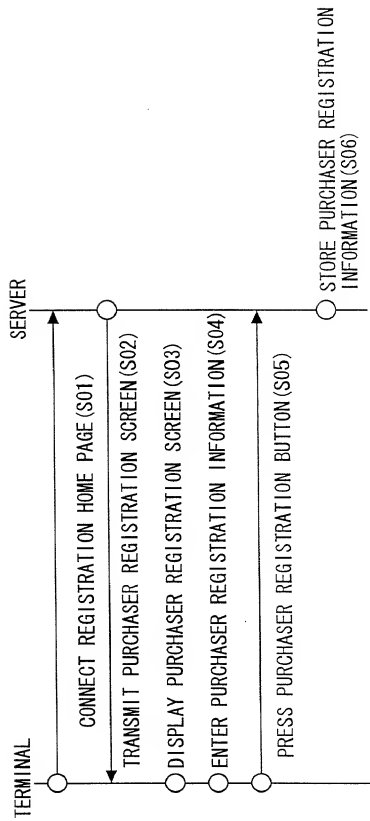 TERMINAL
SERVER
CONNECT REGISTRATION HOME PAGE(S01)
TRANSMIT PURCHASER REGISTRATION SCREEN(S02)
DISPLAY PURCHASER REGISTRATION SCREEN(S03)
ENTER PURCHASER REGISTRATION INFORMATION(S04)
PRESS PURCHASER REGISTRATION BUTTON(S05)
STORE PURCHASER REGISTRATION
INFORMATION(S06)